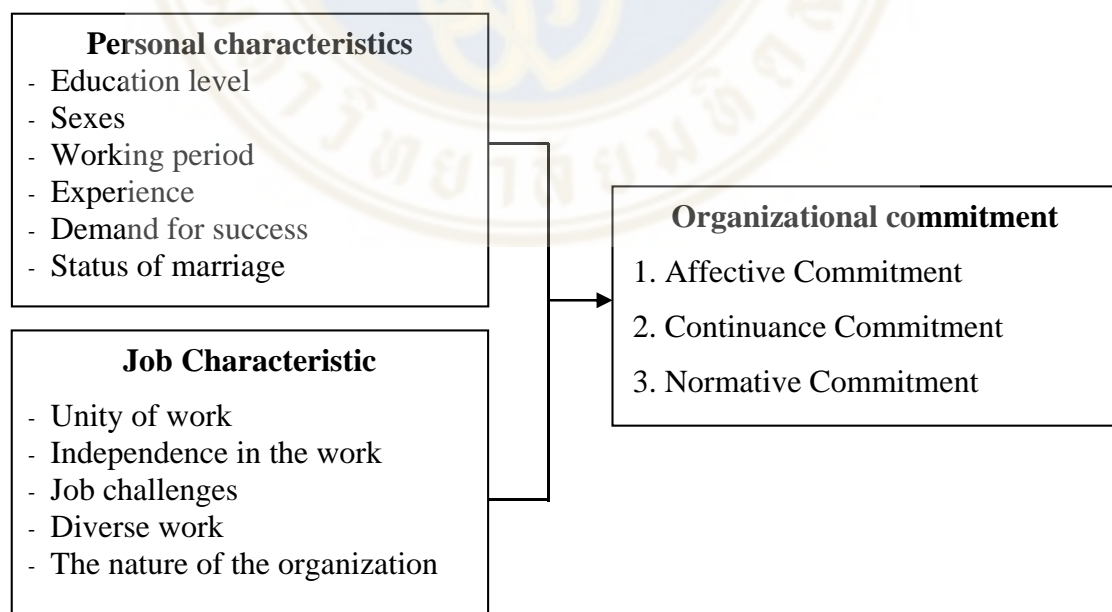 Personal characteristics
- Education level
- Sexes
- Working period
- Experience
- Demand for success
- Status of marriage
Organizational commitment
1. Affective Commitment
2. Continuance Commitment
3. Normative Commitment
Job Characteristic
- Unity of work
- Independence in the work
- Job challenges
- Diverse work
- The nature of the organization